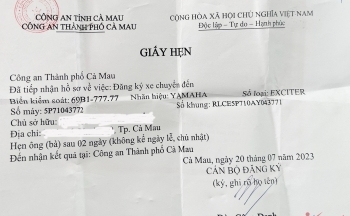 CÔNG AN TỈNH CÀ MAU
CÔNG AN THÀNH PHỐ CÀ MAU
CỘNG HÒA XÃ HỘI CHỦ NGHĨA VIỆT NAM
Độc lập - Tự do - Hạnh phúc
GIẤY HẸN
Công an Thành phố Cà Mau
Đã tiếp nhận hồ sơ về việc: Đăng ký xe chuyển đến
Biển kiểm soát: 69B1-777.77 Nhãn hiệu: YAMAHA Số loại: EXCITER
Số máy: 5P71043772 Số khung: RLCE5P710AY043771
Chủ sở hữu:
Địa chỉ: , Tp. Cà Mau
Hẹn ông (bà) sau 02 ngày (không kể ngày lễ, chủ nhật)
Đến nhận kết quả tại: Công an Thành phố Cà Mau
Cà Mau, ngày 20 tháng 07 năm 2023
CÁN BỘ ĐĂNG KÝ
(ký, ghi rõ họ tên)